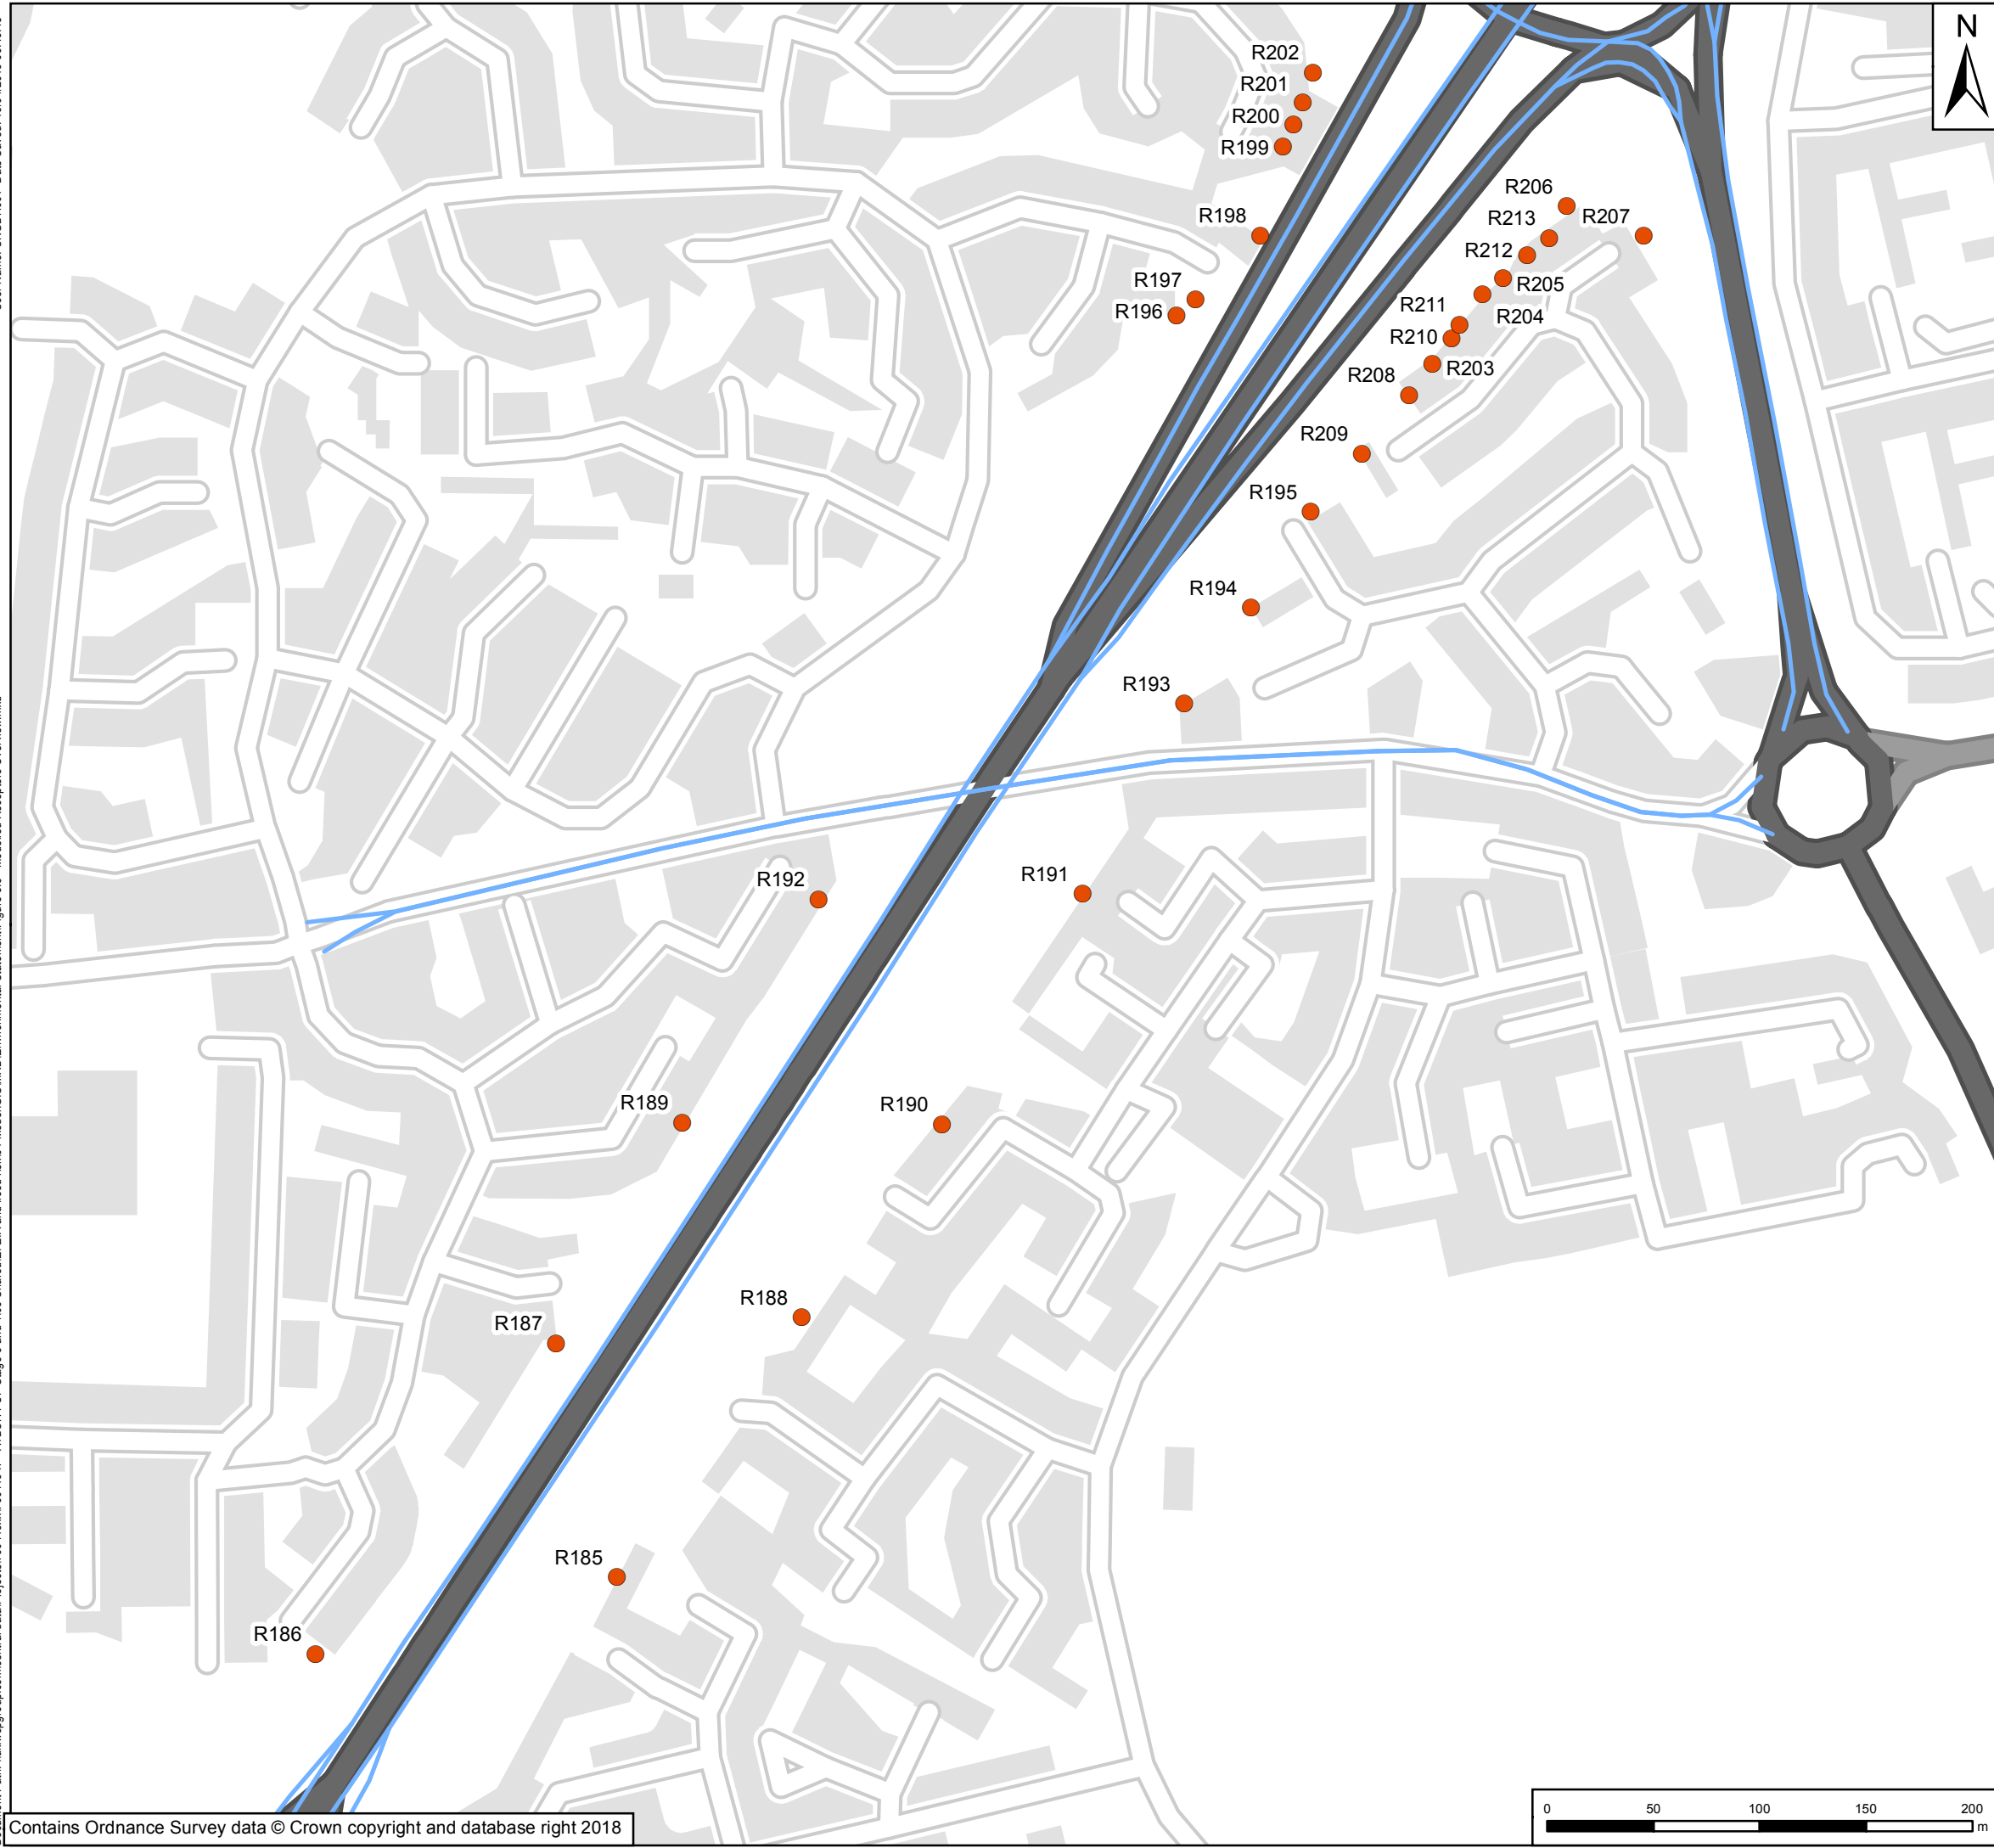 N
R202
R201
R200
R199
R206
R213
R207
R198
R212
R197
R205
R196
R211
R204
R210
R208
R203
R209
R195
R194
R193
R192
R191
R189
R190
R188
R187
R185
R186
0 50 100 150 200
m
Contains Ordnance Survey data © Crown copyright and database right 2018